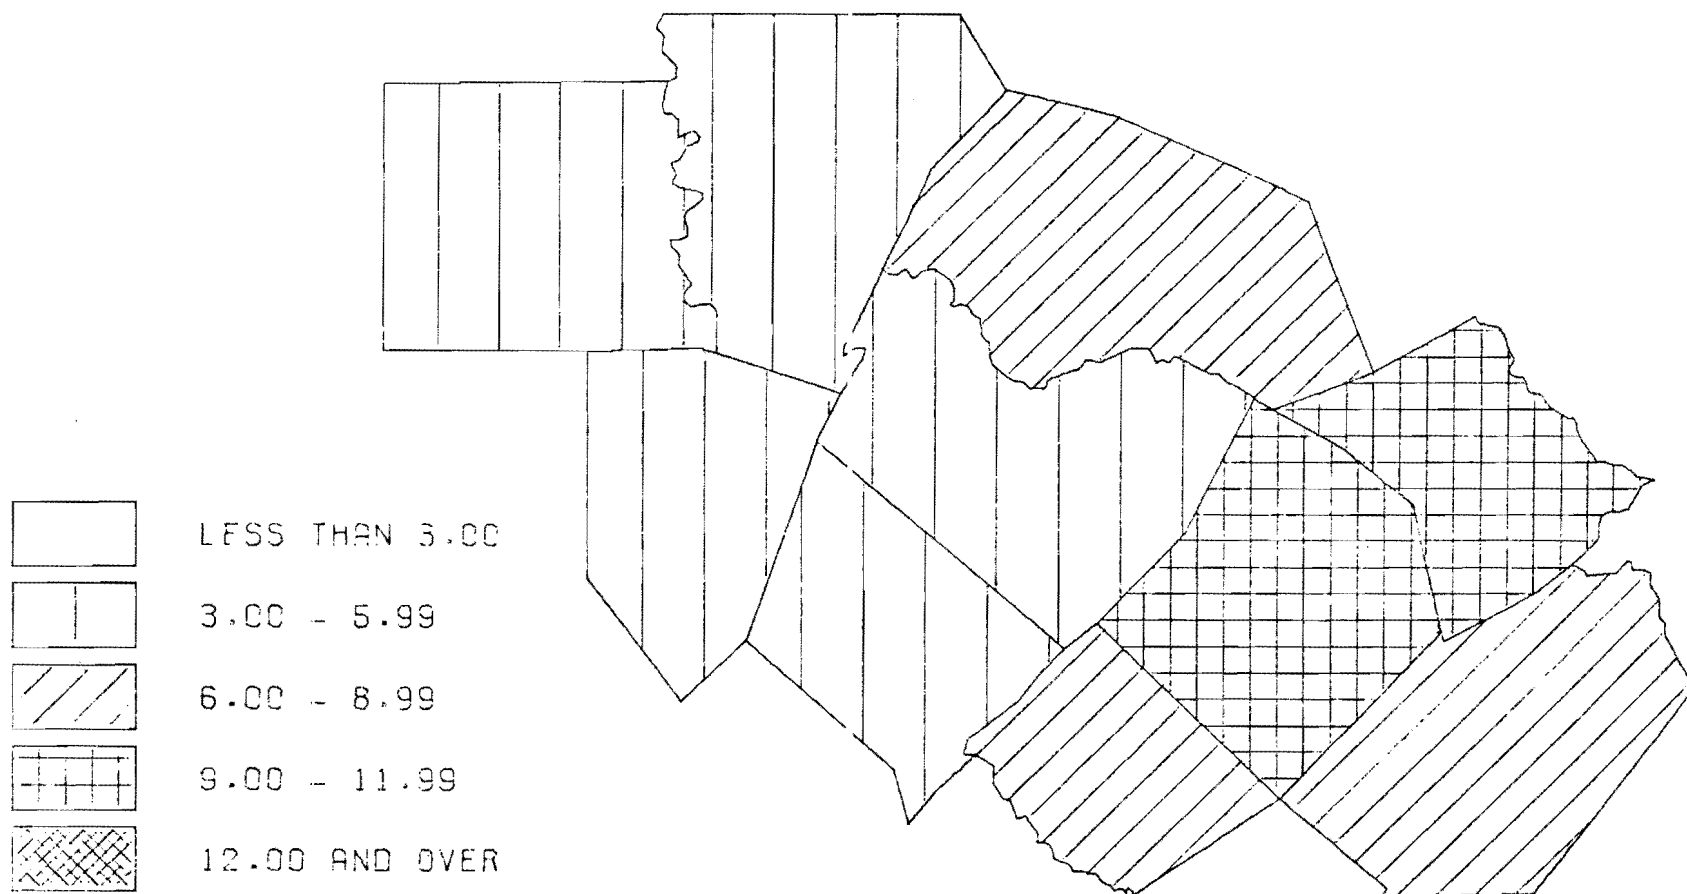 LESS THAN 3.00
3.00 - 5.99
6.00 - 8.99
9.00 - 11.99
12.00 AND OVER